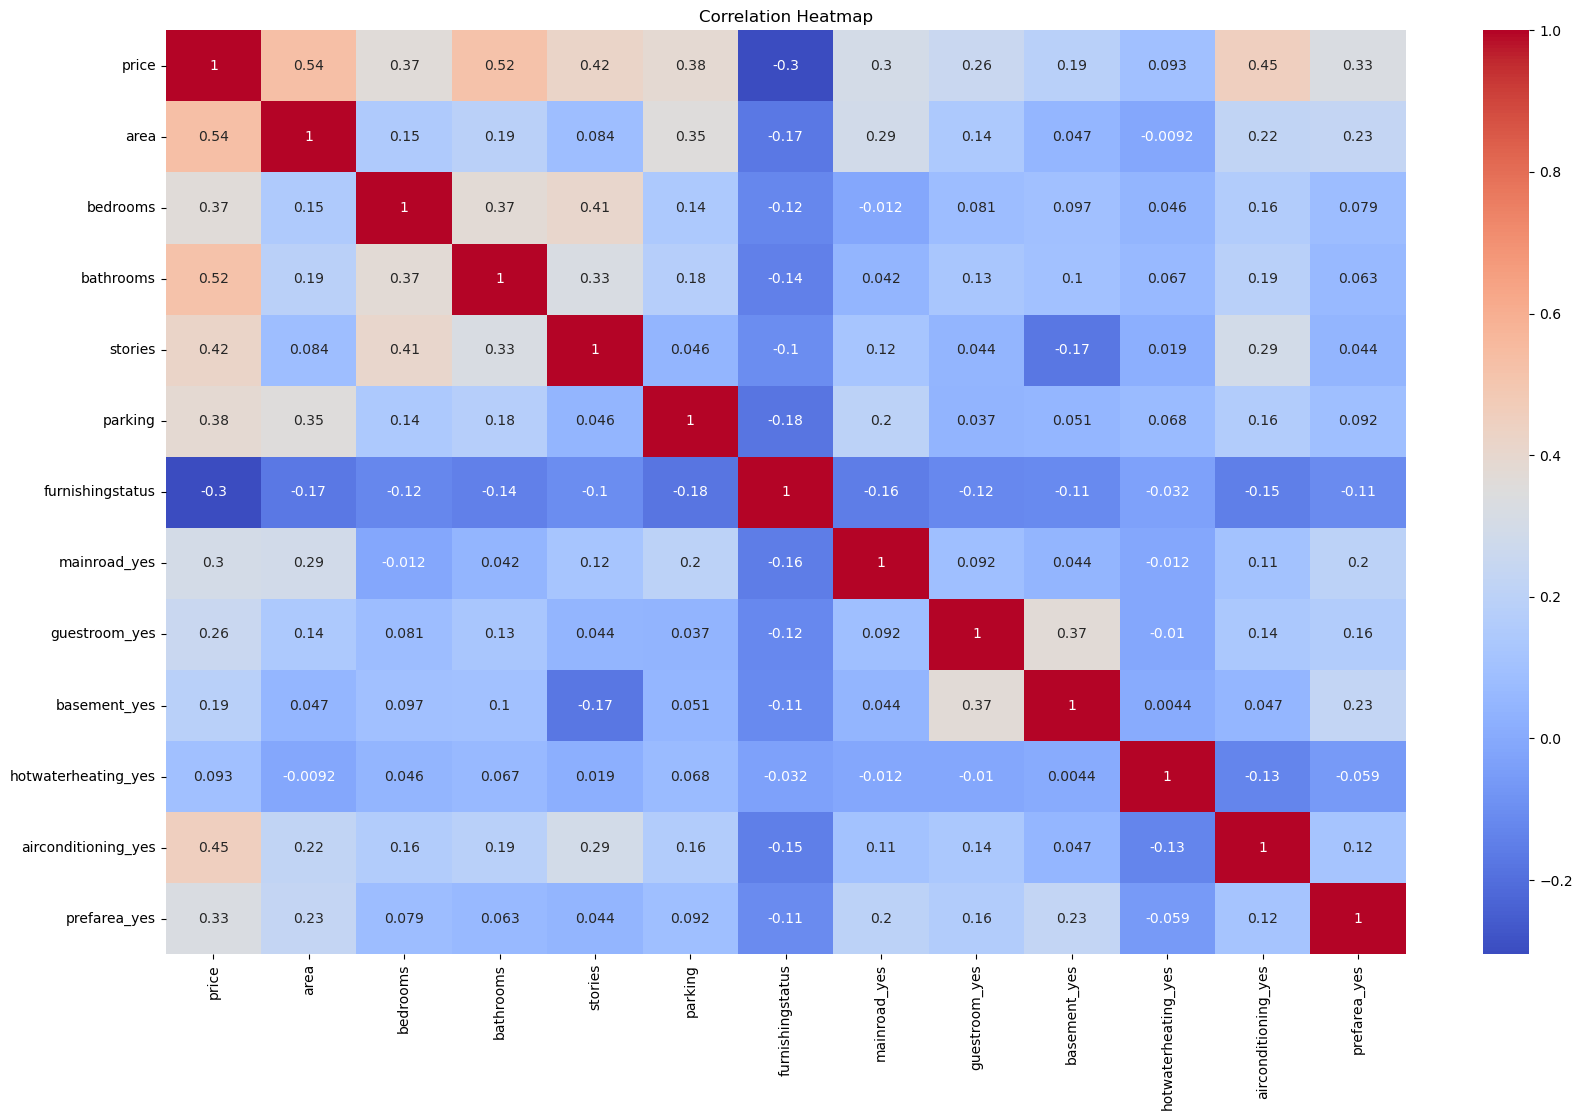 Correlation Heatmap
price 1 0.54 0.37 0.52 0.42 0.38 -0.3 0.3 0.26 0.19 0.093 0.45 0.33
area 0.54 1 0.15 0.19 0.084 0.35 -0.17 0.29 0.14 0.047 -0.0092 0.22 0.23
bedrooms 0.37 0.15 1 0.37 0.41 0.14 -0.12 -0.012 0.081 0.097 0.046 0.16 0.079
bathrooms 0.52 0.19 0.37 1 0.33 0.18 -0.14 0.042 0.13 0.1 0.067 0.19 0.063
stories 0.42 0.084 0.41 0.33 1 0.046 -0.1 0.12 0.044 -0.17 0.019 0.29 0.044
parking 0.38 0.35 0.14 0.18 0.046 1 -0.18 0.2 0.037 0.051 0.068 0.16 0.092
furnishingstatus -0.3 -0.17 -0.12 -0.14 -0.1 -0.18 1 -0.16 -0.12 -0.11 -0.032 -0.15 -0.11
mainroad_yes 0.3 0.29 -0.012 0.042 0.12 0.2 -0.16 1 0.092 0.044 -0.012 0.11 0.2
guestroom_yes 0.26 0.14 0.081 0.13 0.044 0.037 -0.12 0.092 1 0.37 -0.01 0.14 0.16
basement_yes 0.19 0.047 0.097 0.1 -0.17 0.051 -0.11 0.044 0.37 1 0.0044 0.047 0.23
hotwaterheating_yes 0.093 -0.0092 0.046 0.067 0.019 0.068 -0.032 -0.012 -0.01 0.0044 1 -0.13 -0.059
airconditioning_yes 0.45 0.22 0.16 0.19 0.29 0.16 -0.15 0.11 0.14 0.047 -0.13 1 0.12
prefarea_yes 0.33 0.23 0.079 0.063 0.044 0.092 -0.11 0.2 0.16 0.23 -0.059 0.12 1
price
area
bedrooms
bathrooms
stories
parking
furnishingstatus
mainroad_yes
guestroom_yes
basement_yes
hotwaterheating_yes
airconditioning_yes
prefarea_yes
1.0
0.8
0.6
0.4
0.2
0.0
−0.2